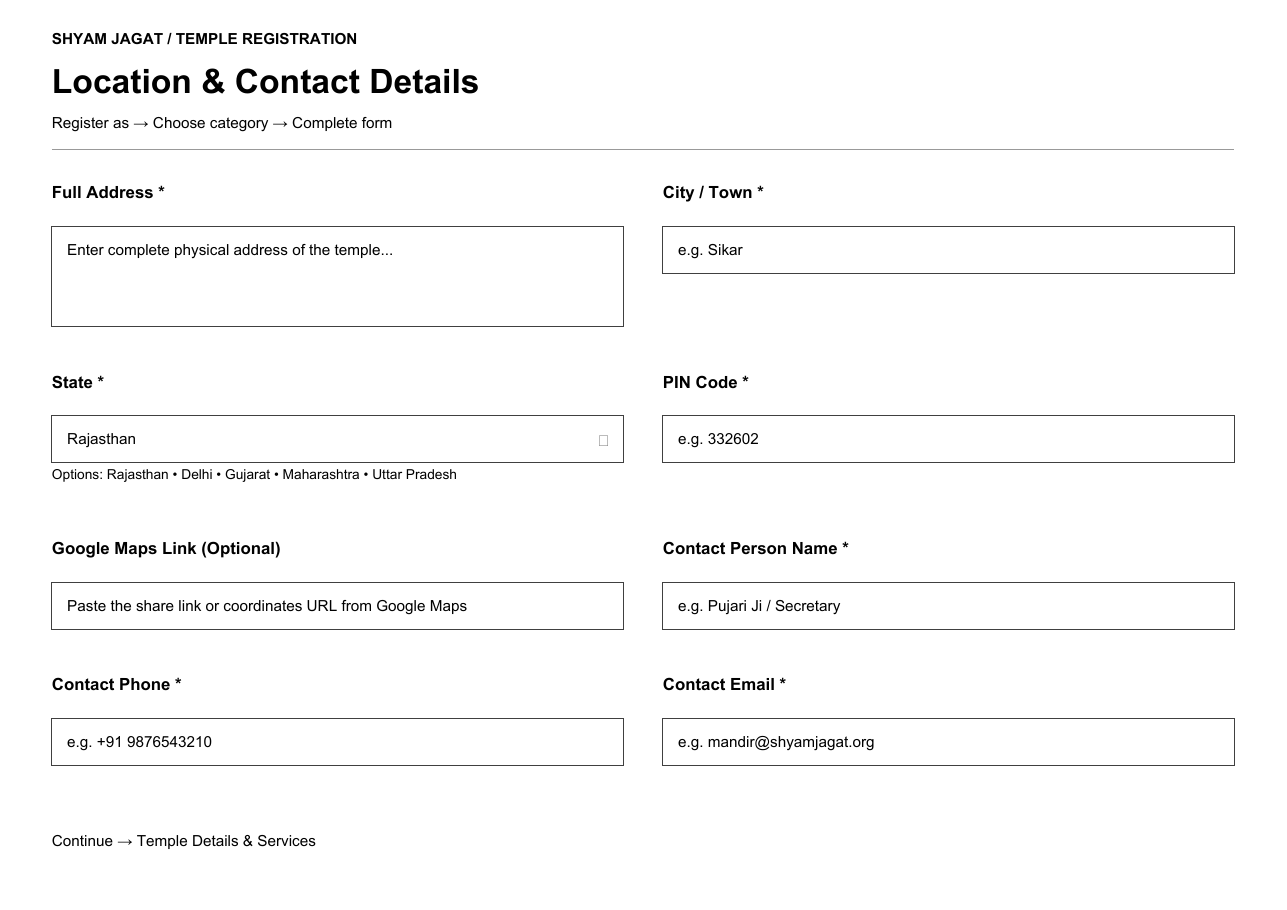 SHYAM JAGAT / TEMPLE REGISTRATION
Location & Contact Details
Register as → Choose category → Complete form
Full Address *
Enter complete physical address of the temple...
City / Town *
e.g. Sikar
State *
Rajasthan
Options: Rajasthan • Delhi • Gujarat • Maharashtra • Uttar Pradesh
PIN Code *
e.g. 332602
Google Maps Link (Optional)
Paste the share link or coordinates URL from Google Maps
Contact Person Name *
e.g. Pujari Ji / Secretary
Contact Phone *
e.g. +91 9876543210
Contact Email *
e.g. mandir@shyamjagat.org
Continue → Temple Details & Services